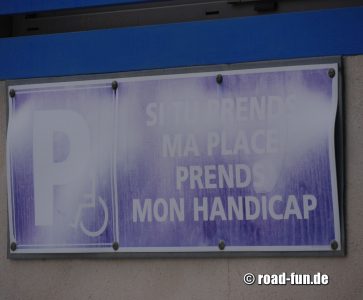 P
SI TU PRENDS
MA PLACE
PRENDS
MON HANDICAP
© road-fun.de